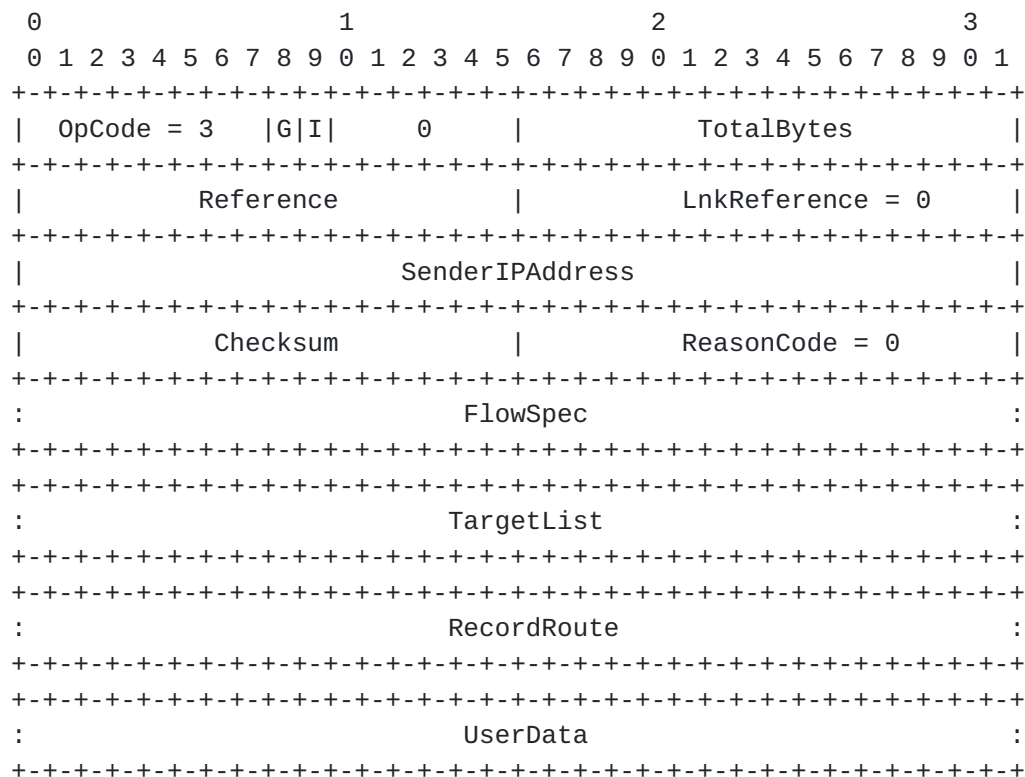 0                   1                   2                   3
 0 1 2 3 4 5 6 7 8 9 0 1 2 3 4 5 6 7 8 9 0 1 2 3 4 5 6 7 8 9 0 1
+-+-+-+-+-+-+-+-+-+-+-+-+-+-+-+-+-+-+-+-+-+-+-+-+-+-+-+-+-+-+-+-+
|  OpCode = 3   |G|I|     0     |           TotalBytes          |
+-+-+-+-+-+-+-+-+-+-+-+-+-+-+-+-+-+-+-+-+-+-+-+-+-+-+-+-+-+-+-+-+
|           Reference           |          LnkReference = 0     |
+-+-+-+-+-+-+-+-+-+-+-+-+-+-+-+-+-+-+-+-+-+-+-+-+-+-+-+-+-+-+-+-+
|                        SenderIPAddress                        |
+-+-+-+-+-+-+-+-+-+-+-+-+-+-+-+-+-+-+-+-+-+-+-+-+-+-+-+-+-+-+-+-+
|            Checksum           |          ReasonCode = 0       |
+-+-+-+-+-+-+-+-+-+-+-+-+-+-+-+-+-+-+-+-+-+-+-+-+-+-+-+-+-+-+-+-+
:                            FlowSpec                           :
+-+-+-+-+-+-+-+-+-+-+-+-+-+-+-+-+-+-+-+-+-+-+-+-+-+-+-+-+-+-+-+-+
+-+-+-+-+-+-+-+-+-+-+-+-+-+-+-+-+-+-+-+-+-+-+-+-+-+-+-+-+-+-+-+-+
:                           TargetList                          :
+-+-+-+-+-+-+-+-+-+-+-+-+-+-+-+-+-+-+-+-+-+-+-+-+-+-+-+-+-+-+-+-+
+-+-+-+-+-+-+-+-+-+-+-+-+-+-+-+-+-+-+-+-+-+-+-+-+-+-+-+-+-+-+-+-+
:                           RecordRoute                         :
+-+-+-+-+-+-+-+-+-+-+-+-+-+-+-+-+-+-+-+-+-+-+-+-+-+-+-+-+-+-+-+-+
+-+-+-+-+-+-+-+-+-+-+-+-+-+-+-+-+-+-+-+-+-+-+-+-+-+-+-+-+-+-+-+-+
:                            UserData                           :
+-+-+-+-+-+-+-+-+-+-+-+-+-+-+-+-+-+-+-+-+-+-+-+-+-+-+-+-+-+-+-+-+